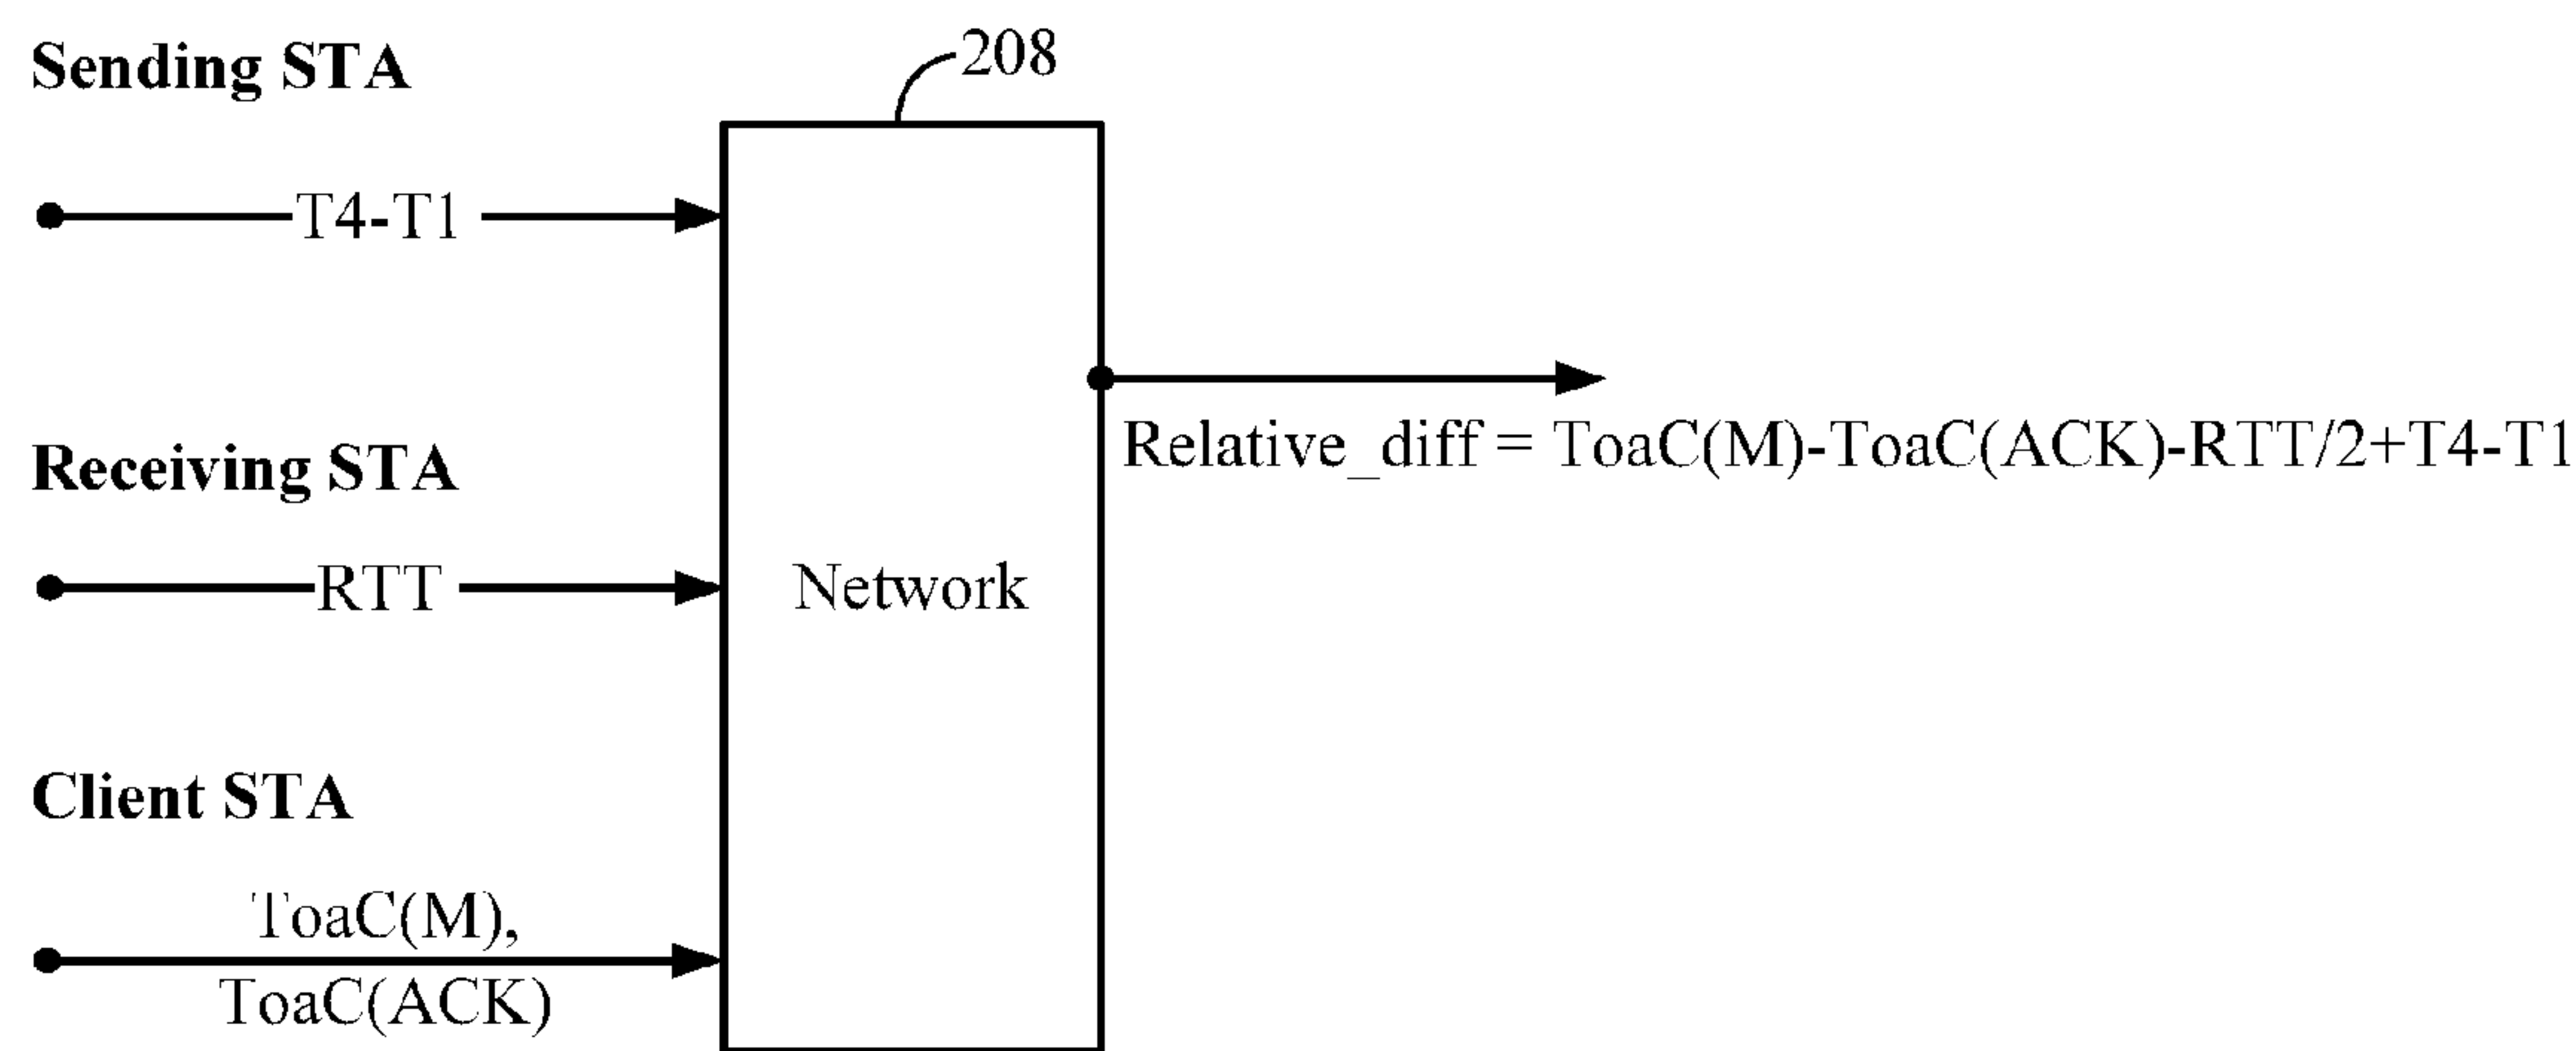 Sending STA
208
T4-T1
Relative_diff = ToaC(M)-ToaC(ACK)-RTT/2+T4-T1
Receiving STA
RTT
Network
Client STA
ToaC(M),
ToaC(ACK)